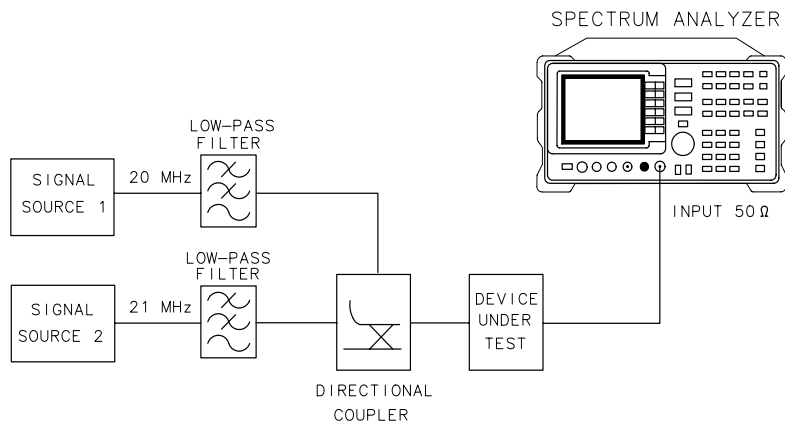 SPECTRUM ANALYZER
LOW-PASS
FILTER
SIGNAL
SOURCE 1
20 MHz
INPUT 50 Ω
LOW-PASS
FILTER
SIGNAL
SOURCE 2
21 MHz
DEVICE
UNDER
TEST
DIRECTIONAL
COUPLER